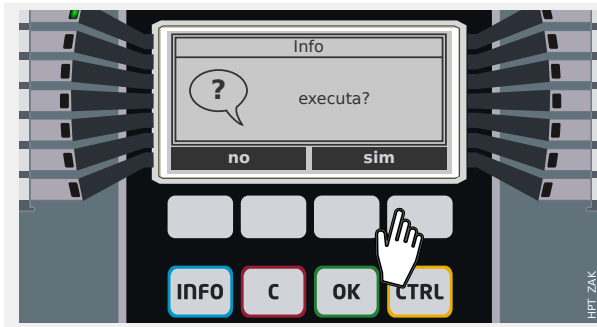 Info
?
executa?
no sim
INFO C OK CTRL
HPT ZAK